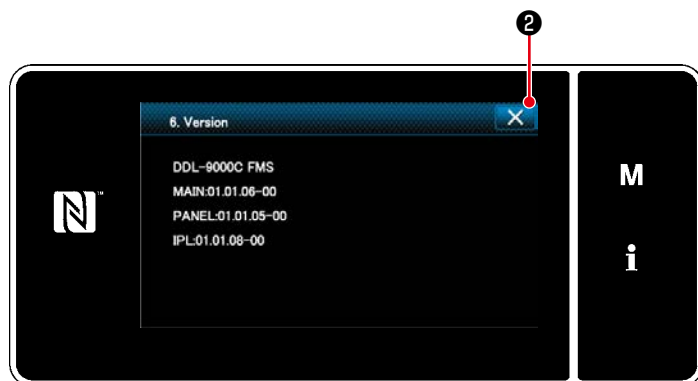 ❷
6. Version
DDL-9000C FMS
MAIN:01.01.06-00
PANEL:01.01.05-00
IPL:01.01.08-00
N
M
i